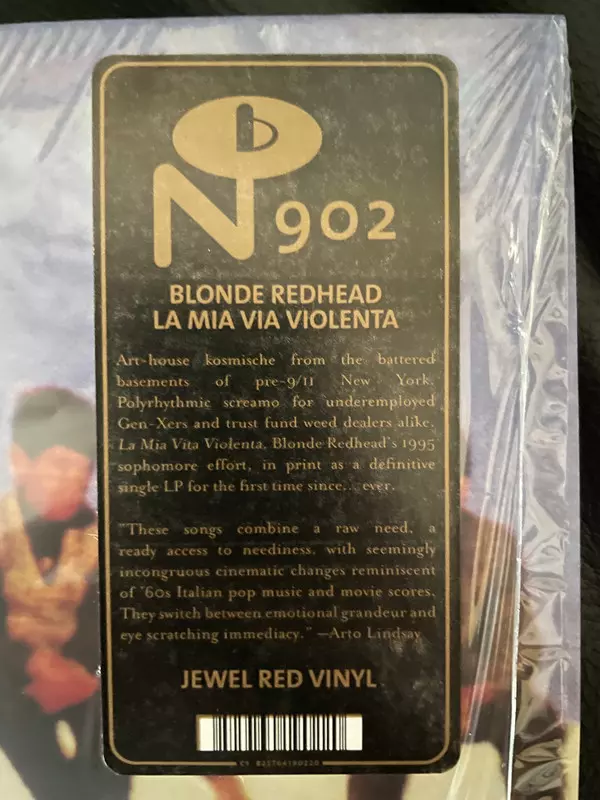 N 902
BLONDE REDHEAD
LA MIA VIA VIOLENTA
Art-house kosmische from the battered
basements of pre-9/11 New York.
Polyrhythmic screamo for underemployed
Gen-Xers and trust fund weed dealers alike.
La Mia Vita Violenta, Blonde Redhead's 1995
sophomore effort, in print as a definitive
single LP for the first time since... ever.
"These songs combine a raw need, a
ready access to neediness, with seemingly
incongruous cinematic changes reminiscent
of '60s Italian pop music and movie scores.
They switch between emotional grandeur and
eye scratching immediacy." —Arto Lindsay
JEWEL RED VINYL